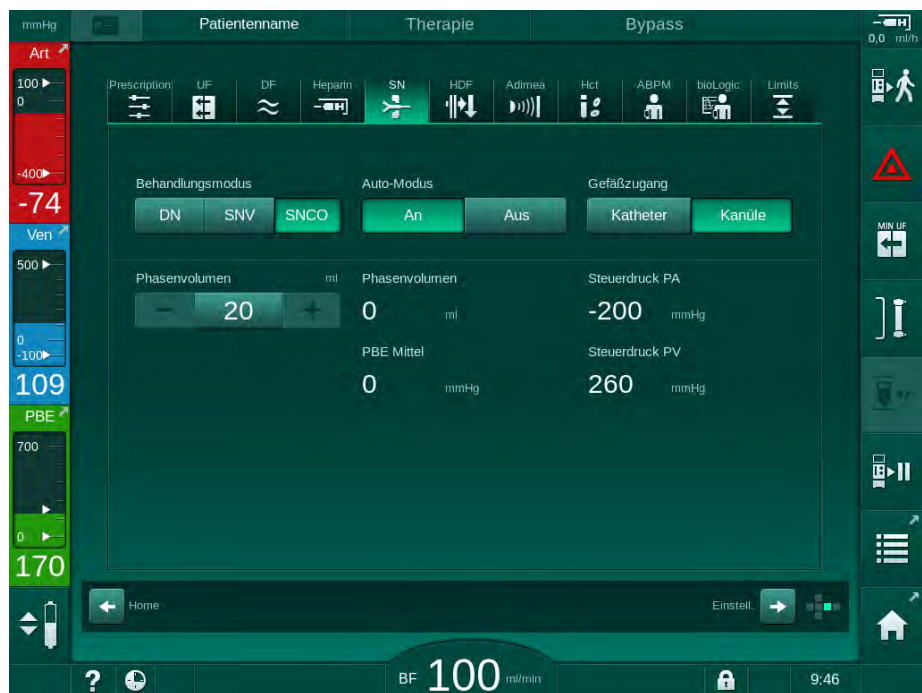 mmHg Patientenname Therapie Bypass
0,0 ml/h
Art
100
0
-400
-74
Ven
500
0
-100
109
PBE
700
0
170
Prescription UF DF Heparin SN HDF Adimea Hct ABPM bioLogic Limits
Behandlungsmodus Auto-Modus Gefäßzugang
DN SNV SNCO An Aus Katheter Kanüle
Phasenvolumen ml Phasenvolumen Steuerdruck PA
- 20 + 0 ml -200 mmHg
PBE Mittel Steuerdruck PV
0 mmHg 260 mmHg
MIN UF
Home Einstell.
? BF 100 ml/min 9:46